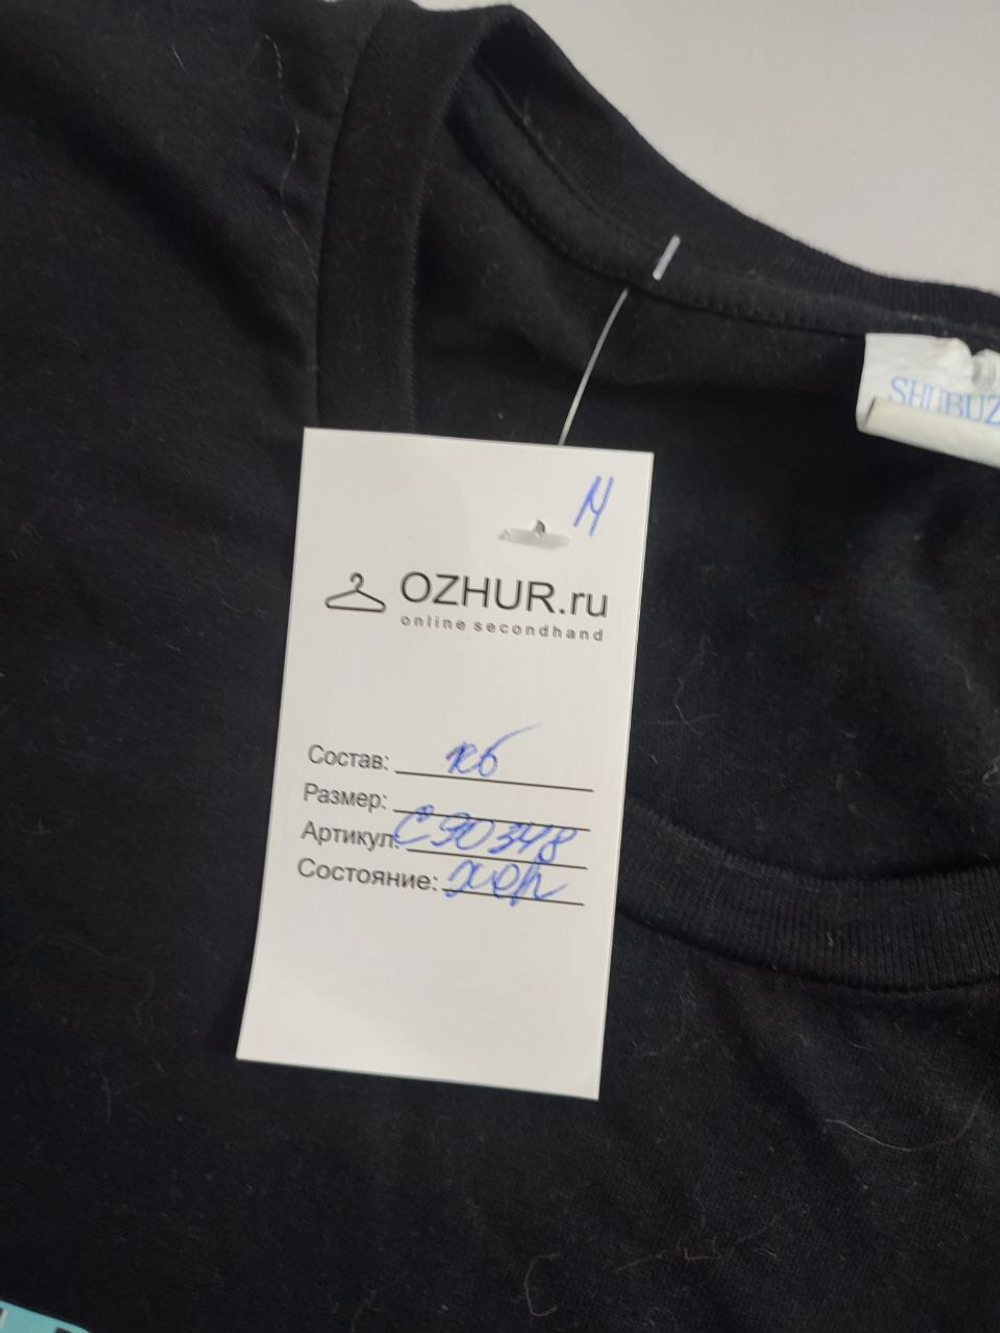 SHUBUZ
И
OZHUR.ru
online secondhand
Состав: хб
Размер:
Артикул: С90348
Состояние: хор